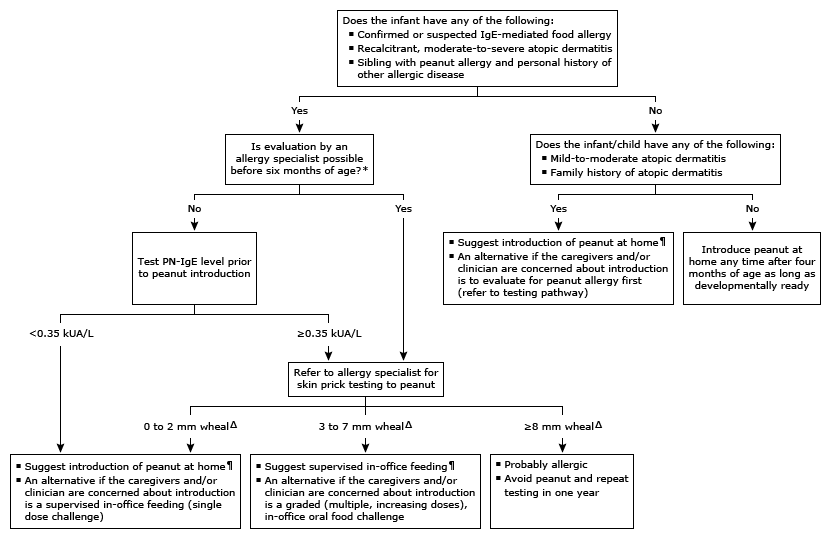 Does the infant have any of the following:
▪ Confirmed or suspected IgE-mediated food allergy
▪ Recalcitrant, moderate-to-severe atopic dermatitis
▪ Sibling with peanut allergy and personal history of
other allergic disease
Yes
No
Is evaluation by an
allergy specialist possible
before six months of age?*
Does the infant/child have any of the following:
▪ Mild-to-moderate atopic dermatitis
▪ Family history of atopic dermatitis
No
Yes
Yes
No
Test PN-IgE level prior
to peanut introduction
▪ Suggest introduction of peanut at home¶
▪ An alternative if the caregivers and/or
clinician are concerned about introduction
is to evaluate for peanut allergy first
(refer to testing pathway)
Introduce peanut at
home any time after four
months of age as long as
developmentally ready
<0.35 kUA/L
≥0.35 kUA/L
Refer to allergy specialist for
skin prick testing to peanut
0 to 2 mm whealΔ
3 to 7 mm whealΔ
≥8 mm whealΔ
▪ Suggest introduction of peanut at home¶
▪ An alternative if the caregivers and/or
clinician are concerned about introduction
is a supervised in-office feeding (single
dose challenge)
▪ Suggest supervised in-office feeding¶
▪ An alternative if the caregivers and/or
clinician are concerned about introduction
is a graded (multiple, increasing doses),
in-office oral food challenge
▪ Probably allergic
▪ Avoid peanut and repeat
testing in one year